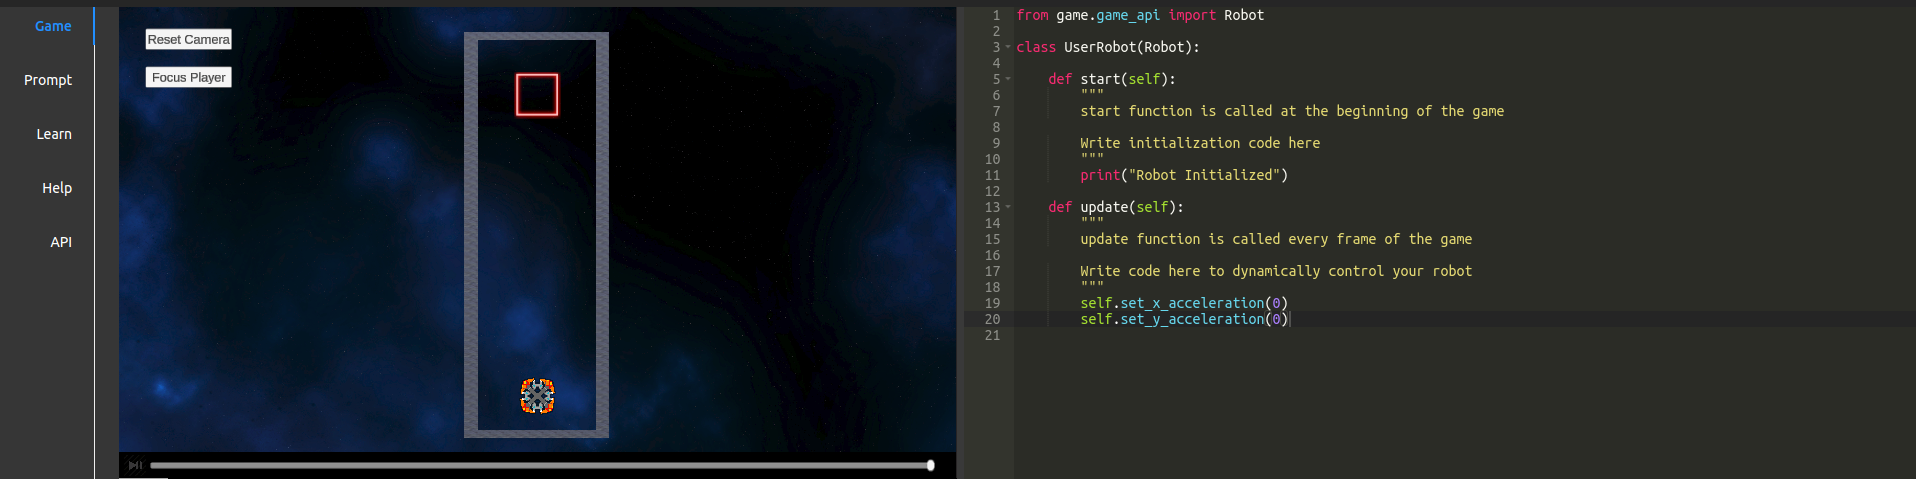 Game
Prompt
Learn
Help
API
Reset Camera
Focus Player
1 from game.game_api import Robot
2
3 class UserRobot(Robot):
4
5     def start(self):
6         """
7         start function is called at the beginning of the game
8
9         Write initialization code here
10         """
11         print("Robot Initialized")
12
13     def update(self):
14         """
15         update function is called every frame of the game
16
17         Write code here to dynamically control your robot
18         """
19         self.set_x_acceleration(0)
20         self.set_y_acceleration(0)
21